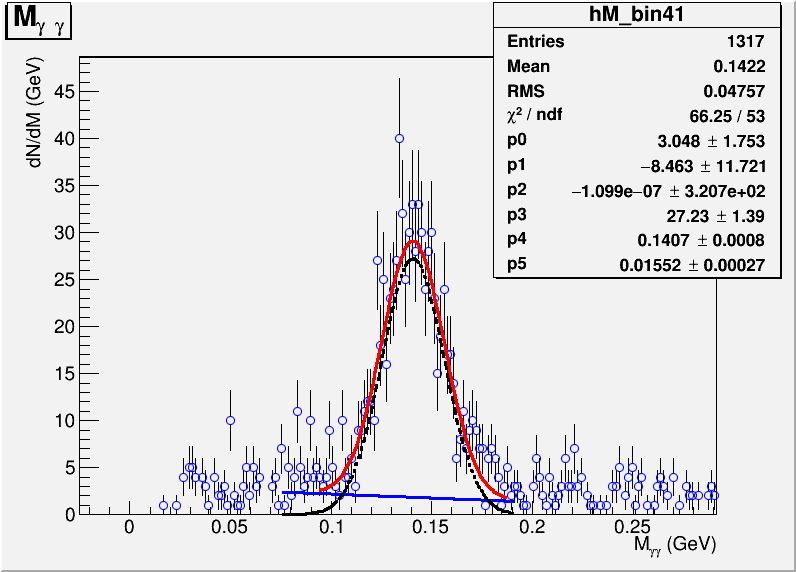 M γ γ
hM_bin41
Entries 1317
Mean 0.1422
RMS 0.04757
χ² / ndf 66.25 / 53
p0 3.048 ± 1.753
p1 −8.463 ± 11.721
p2 −1.099e−07 ± 3.207e+02
p3 27.23 ± 1.39
p4 0.1407 ± 0.0008
p5 0.01552 ± 0.00027
dN/dM (GeV)
45
40
35
30
25
20
15
10
5
0
0 0.05 0.1 0.15 0.2 0.25
M γγ (GeV)